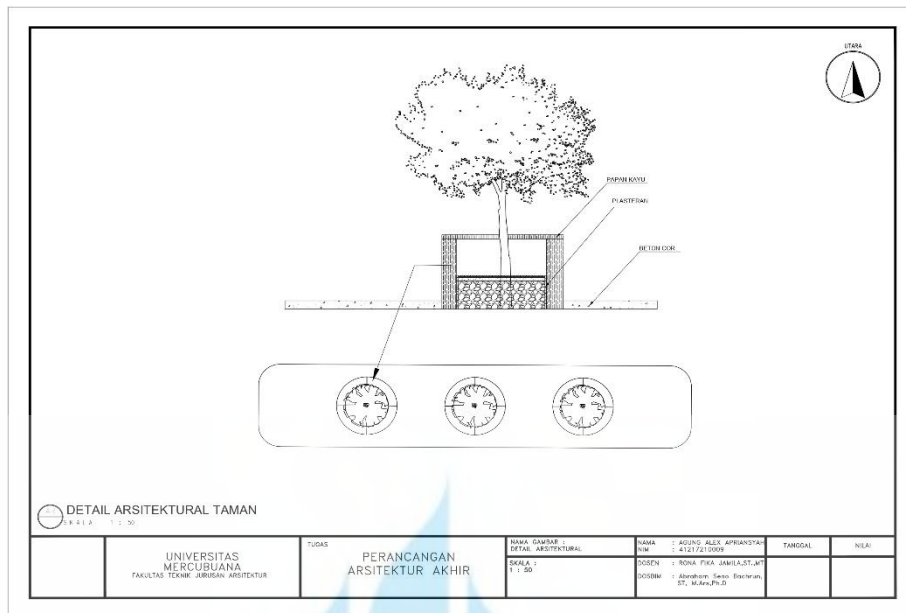 UTARA
PAPAN KAYU
PLASTERAN
BETON COR
DETAIL ARSITEKTURAL TAMAN
SKALA 1 : 50
UNIVERSITAS
MERCUBUANA
FAKULTAS TEKNIK JURUSAN ARSITEKTUR
TUGAS
PERANCANGAN
ARSITEKTUR AKHIR
NAMA GAMBAR :
DETAIL ARSITEKTURAL
SKALA :
1 : 50
NAMA : AGUNG ALEX APRIANSYAH
NIM : 41217210009
DOSEN : RONA FIKA JAMILA,ST.,MT
DOSBIM : Abraham Seno Bachrun,
ST, M.Ars,Ph.D
TANGGAL
NILAI